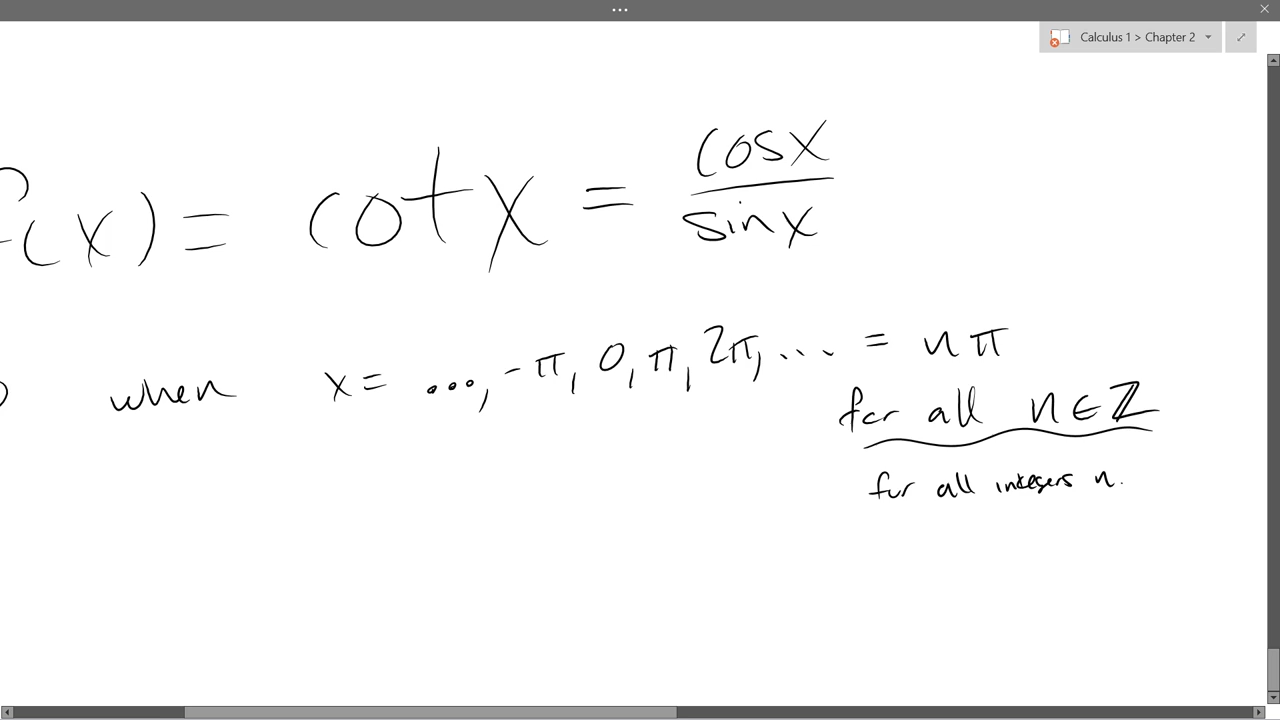 Calculus 1 > Chapter 2
f(x) = cot x = cos x / sin x
when x = ..., -π, 0, π, 2π, ... = nπ
for all n ∈ ℤ
for all integers n.